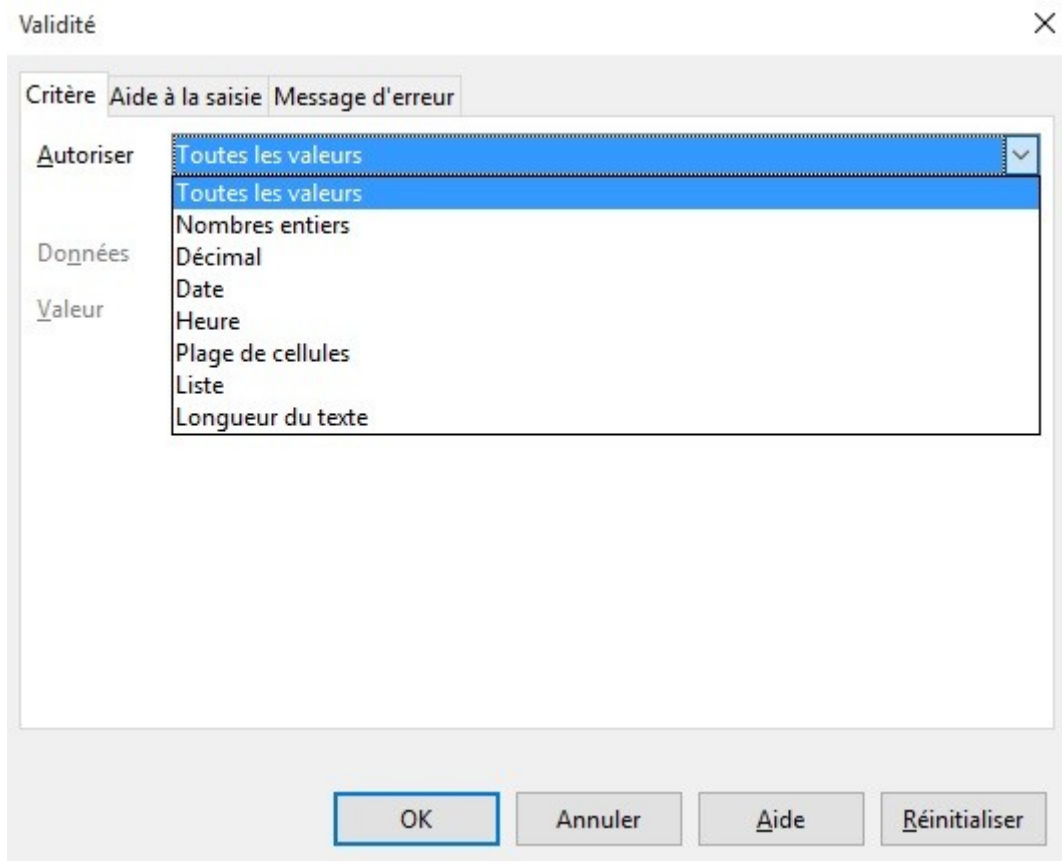 Validité
Critère Aide à la saisie Message d'erreur
Autoriser Toutes les valeurs
Toutes les valeurs
Nombres entiers
Données
Décimal
Date
Valeur
Heure
Plage de cellules
Liste
Longueur du texte
OK Annuler Aide Réinitialiser